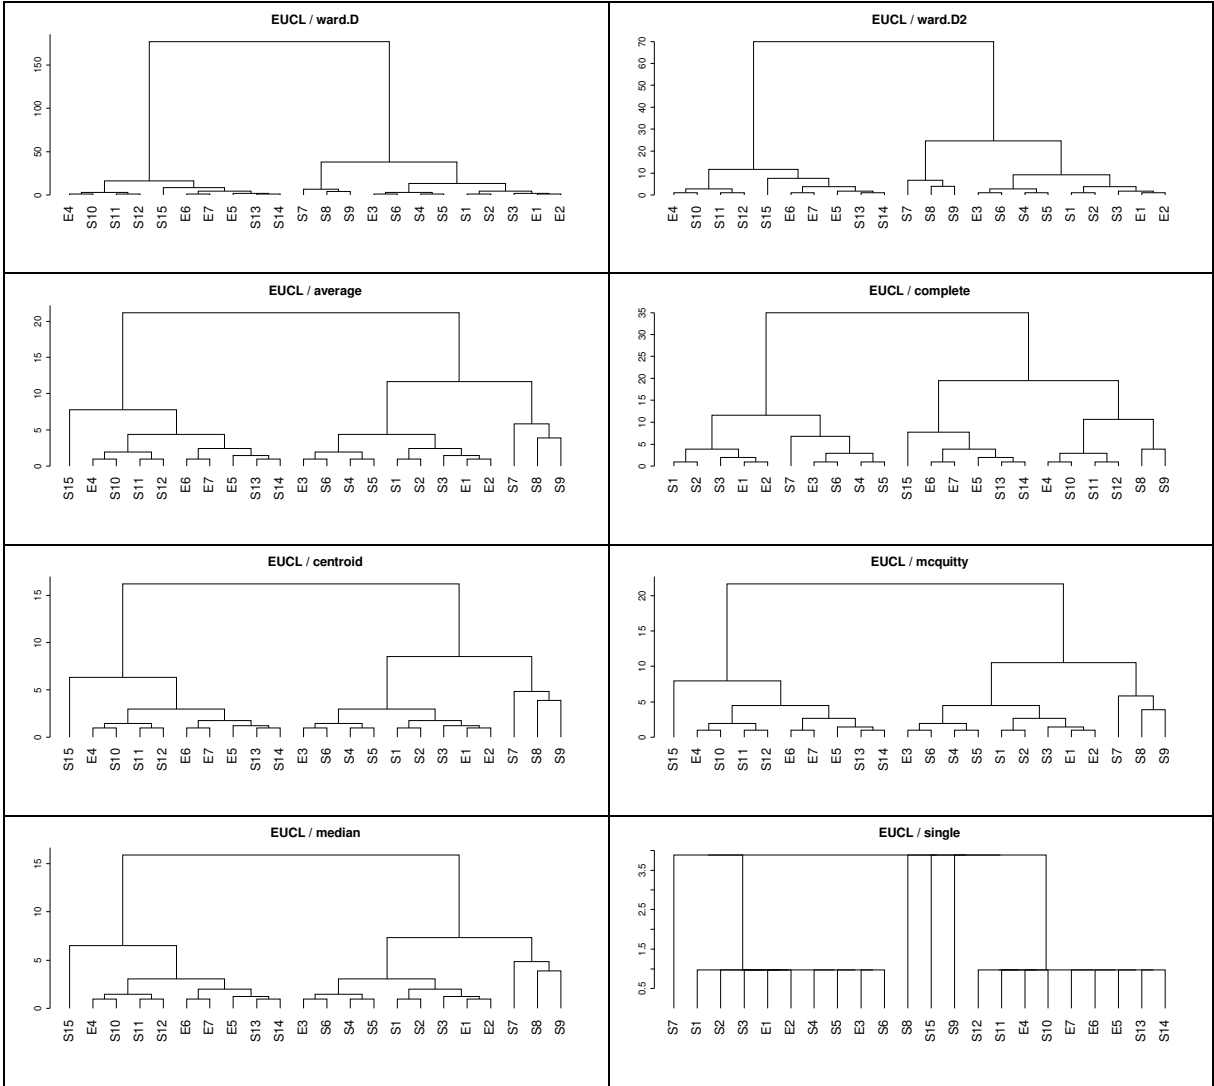 EUCL / ward.D
150
100
50
0
E4 S10 S11 S12 S15 E6 E7 E5 S13 S14 S7 S8 S9 E3 S6 S4 S5 S1 S2 S3 E1 E2
EUCL / ward.D2
70
60
50
40
30
20
10
0
E4 S10 S11 S12 S15 E6 E7 E5 S13 S14 S7 S8 S9 E3 S6 S4 S5 S1 S2 S3 E1 E2
EUCL / average
20
15
10
5
0
S15 E4 S10 S11 S12 E6 E7 E5 S13 S14 E3 S6 S4 S5 S1 S2 S3 E1 E2 S7 S8 S9
EUCL / complete
35
30
25
20
15
10
5
0
S1 S2 S3 E1 E2 S7 E3 S6 S4 S5 S15 E6 E7 E5 S13 S14 E4 S10 S11 S12 S8 S9
EUCL / centroid
15
10
5
0
S15 E4 S10 S11 S12 E6 E7 E5 S13 S14 E3 S6 S4 S5 S1 S2 S3 E1 E2 S7 S8 S9
EUCL / mcquitty
20
15
10
5
0
S15 E4 S10 S11 S12 E6 E7 E5 S13 S14 E3 S6 S4 S5 S1 S2 S3 E1 E2 S7 S8 S9
EUCL / median
15
10
5
0
S15 E4 S10 S11 S12 E6 E7 E5 S13 S14 E3 S6 S4 S5 S1 S2 S3 E1 E2 S7 S8 S9
EUCL / single
3.5
2.5
1.5
0.5
S7 S1 S2 S3 E1 E2 S4 S5 E3 S6 S8 S15 S9 S12 S11 E4 S10 E7 E6 E5 S13 S14